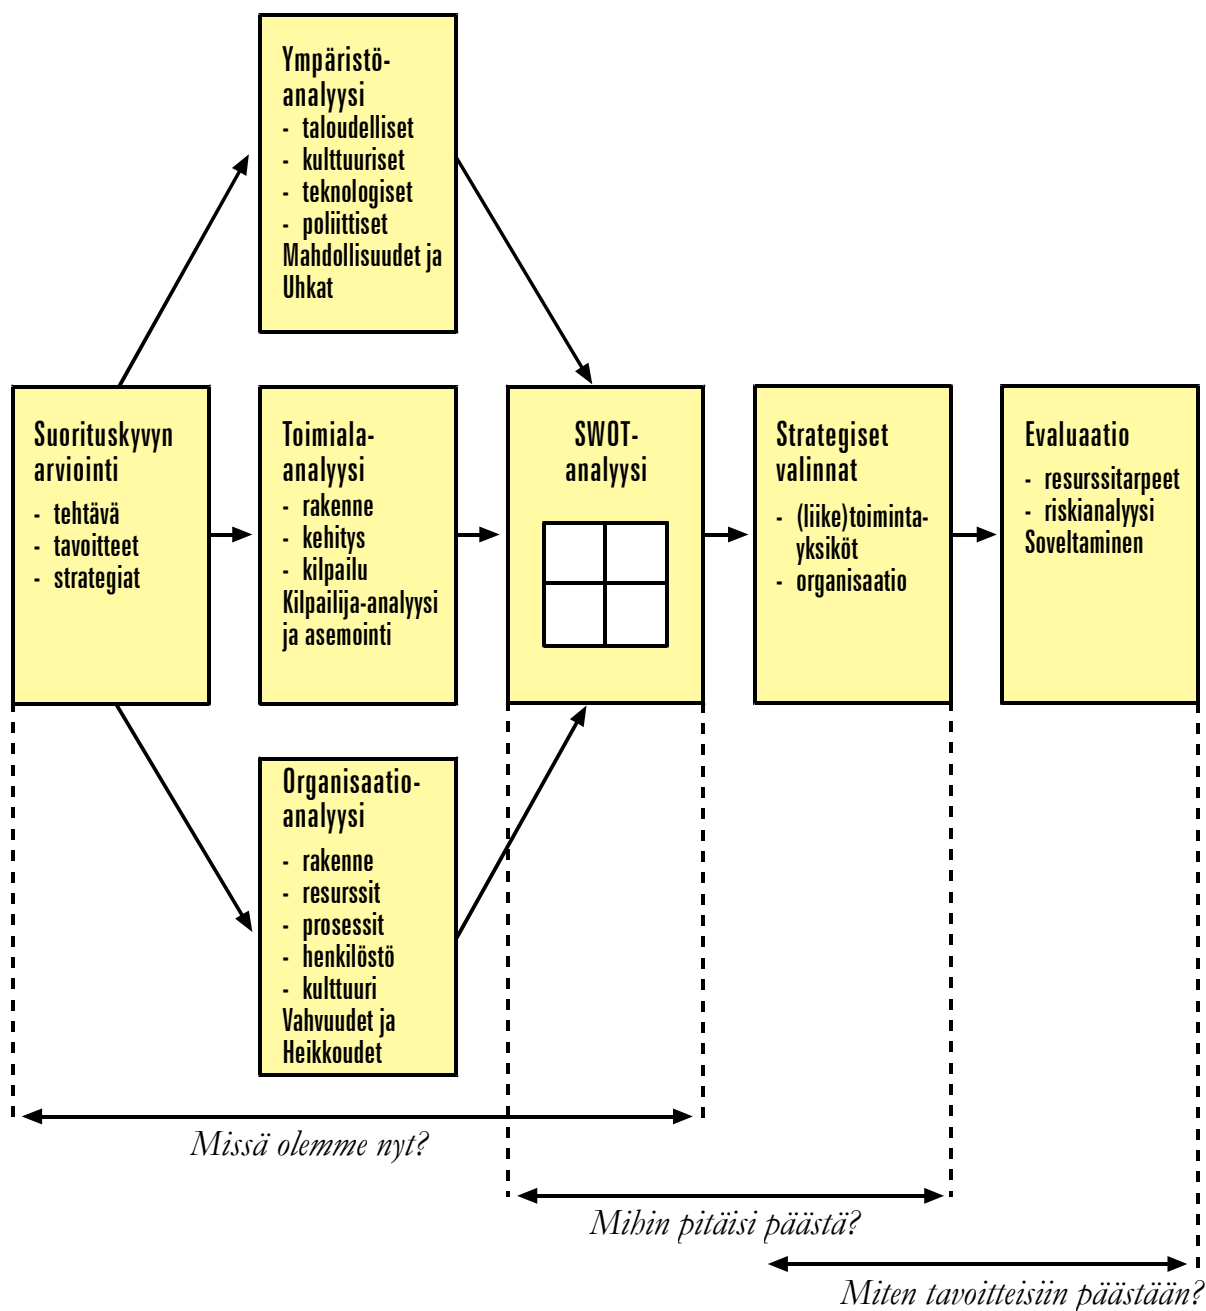 Ympäristö-
analyysi
- taloudelliset
- kulttuuriset
- teknologiset
- poliittiset
Mahdollisuudet ja
Uhkat
Suorituskyvyn
arviointi
- tehtävä
- tavoitteet
- strategiat
Toimiala-
analyysi
- rakenne
- kehitys
- kilpailu
Kilpailija-analyysi
ja asemointi
SWOT-
analyysi
Strategiset
valinnat
- (liike)toiminta-
yksiköt
- organisaatio
Evaluaatio
- resurssitarpeet
- riskianalyysi
Soveltaminen
Organisaatio-
analyysi
- rakenne
- resurssit
- prosessit
- henkilöstö
- kulttuuri
Vahvuudet ja
Heikkoudet
Missä olemme nyt?
Mihin pitäisi päästä?
Miten tavoitteisiin päästään?